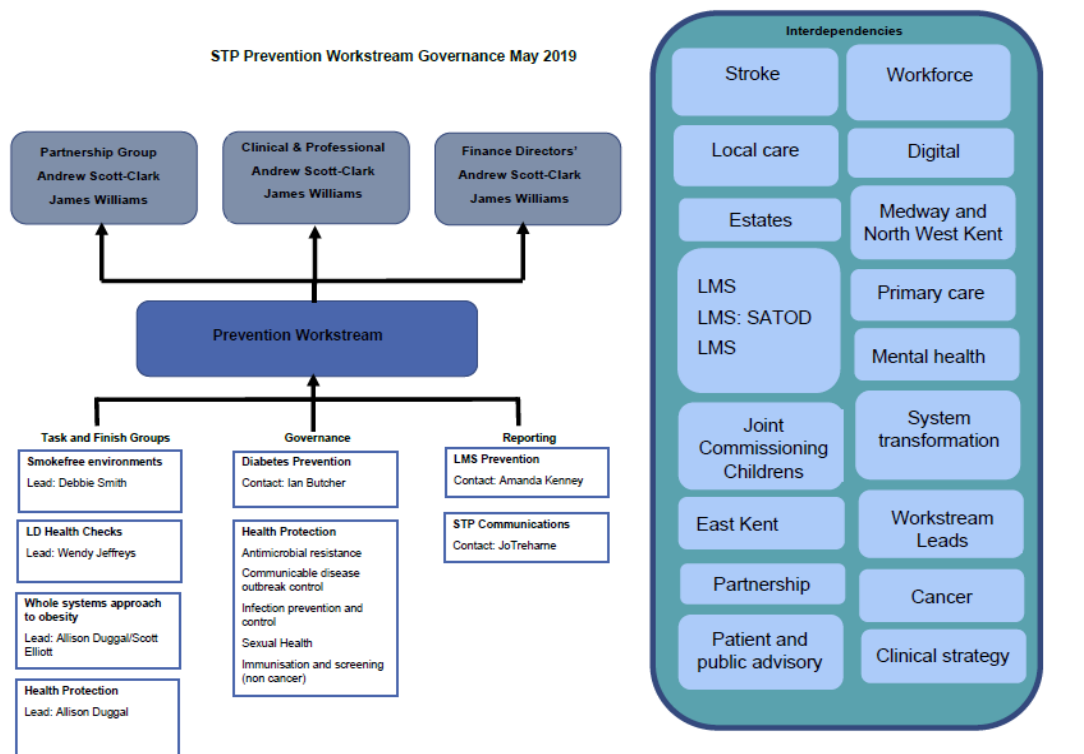 STP Prevention Workstream Governance May 2019
Partnership Group
Andrew Scott-Clark
James Williams
Clinical & Professional
Andrew Scott-Clark
James Williams
Finance Directors'
Andrew Scott-Clark
James Williams
Prevention Workstream
Task and Finish Groups
Smokefree environments
Lead: Debbie Smith
LD Health Checks
Lead: Wendy Jeffreys
Whole systems approach
to obesity
Lead: Allison Duggal/Scott
Elliott
Health Protection
Lead: Allison Duggal
Governance
Diabetes Prevention
Contact: Ian Butcher
Health Protection
Antimicrobial resistance
Communicable disease
outbreak control
Infection prevention and
control
Sexual Health
Immunisation and screening
(non cancer)
Reporting
LMS Prevention
Contact: Amanda Kenney
STP Communications
Contact: JoTreharne
Interdependencies
Stroke
Workforce
Local care
Digital
Estates
Medway and
North West Kent
LMS
LMS: SATOD
LMS
Primary care
Mental health
Joint
Commissioning
Childrens
System
transformation
East Kent
Workstream
Leads
Partnership
Cancer
Patient and
public advisory
Clinical strategy